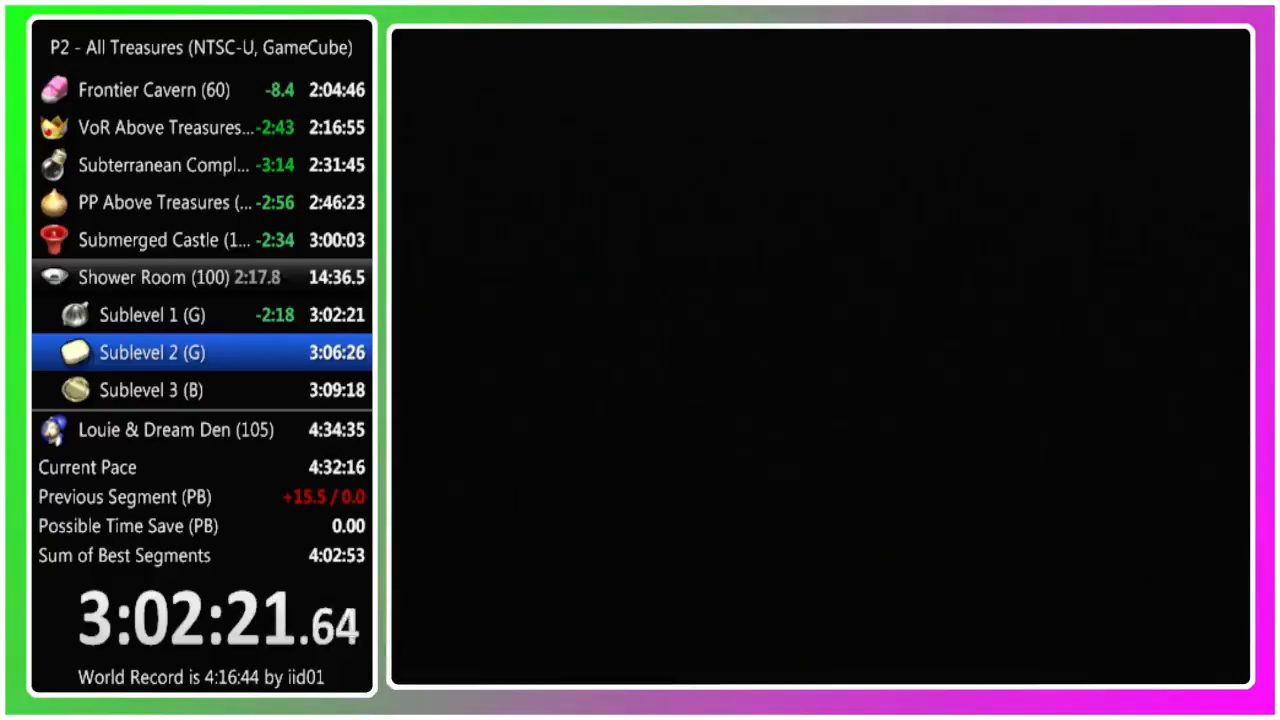 P2 - All Treasures (NTSC-U, GameCube)
Frontier Cavern (60) -8.4 2:04:46
VoR Above Treasures... -2:43 2:16:55
Subterranean Compl... -3:14 2:31:45
PP Above Treasures (... -2:56 2:46:23
Submerged Castle (1... -2:34 3:00:03
Shower Room (100) 2:17.8 14:36.5
Sublevel 1 (G) -2:18 3:02:21
Sublevel 2 (G) 3:06:26
Sublevel 3 (B) 3:09:18
Louie & Dream Den (105) 4:34:35
Current Pace 4:32:16
Previous Segment (PB) +15.5 / 0.0
Possible Time Save (PB) 0.00
Sum of Best Segments 4:02:53
3:02:21.64
World Record is 4:16:44 by iid01